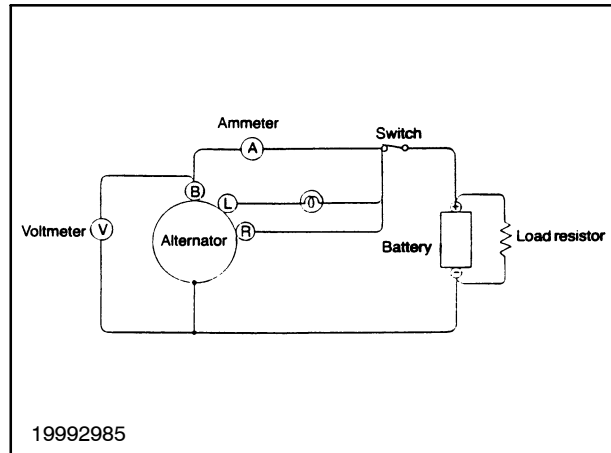 Ammeter
Switch
A
B
L
Voltmeter V
Alternator
R
+
Battery
Load resistor
−
19992985